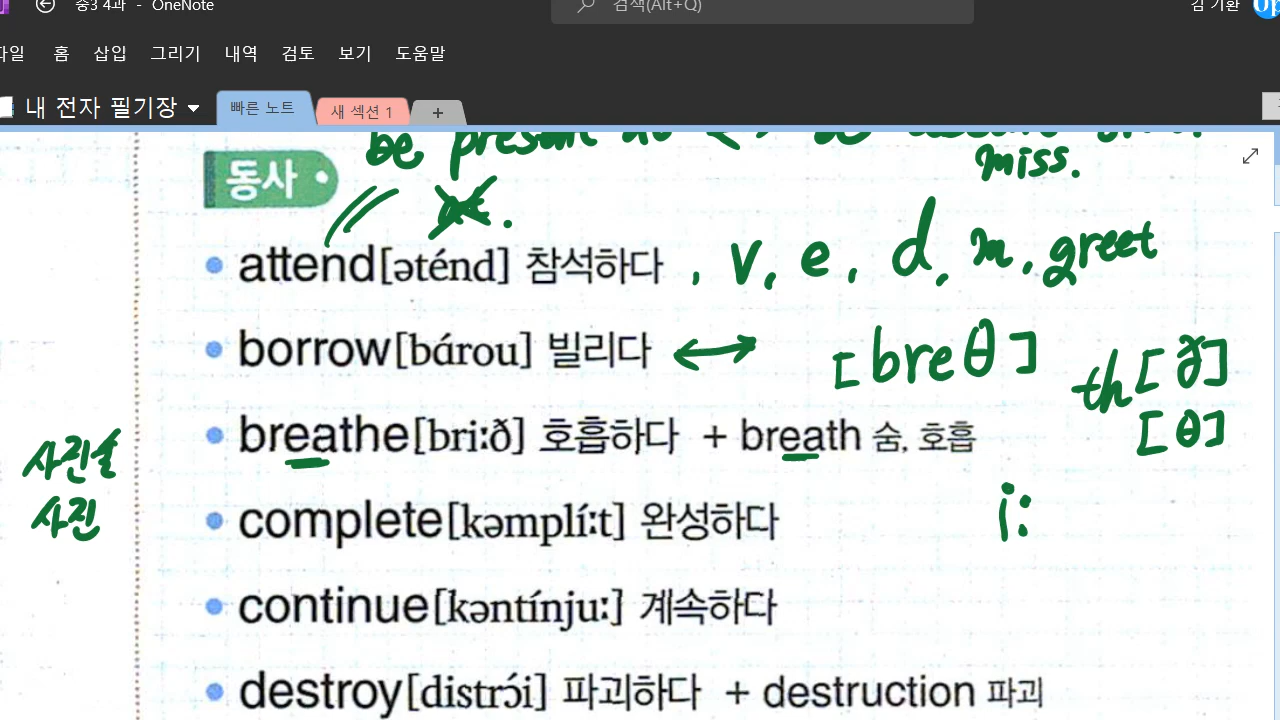 중3 4과 - OneNote
검색(Alt+Q)
김 기환
파일 홈 삽입 그리기 내역 검토 보기 도움말
내 전자 필기장
빠른 노트
새 섹션 1
+
be present
miss.
동사
attend[əténd] 참석하다 , v, e, d, m, greet
borrow[bárou] 빌리다 ↔ [breθ]
th [ð]
[θ]
breathe[bri:ð] 호흡하다 + breath 숨, 호흡
사진술
사진
i:
complete[kəmplí:t] 완성하다
continue[kəntínju:] 계속하다
destroy[distrɔ́i] 파괴하다 + destruction 파괴